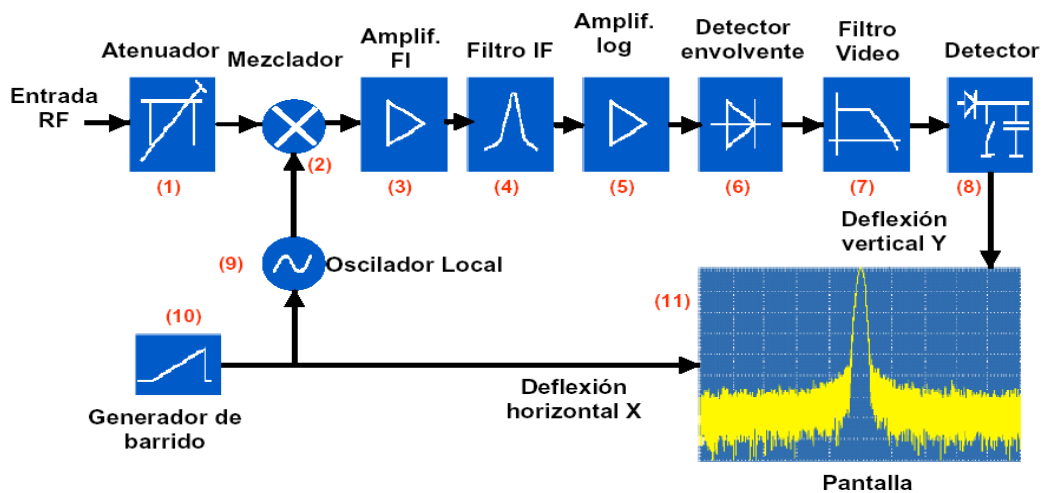 Atenuador
Mezclador
Amplif.
FI
Filtro IF
Amplif.
log
Detector
envolvente
Filtro
Video
Detector
Entrada
RF
(1)
(2)
(3)
(4)
(5)
(6)
(7)
(8)
Deflexión
vertical Y
(9)
Oscilador Local
(10)
(11)
Generador de
barrido
Deflexión
horizontal X
Pantalla